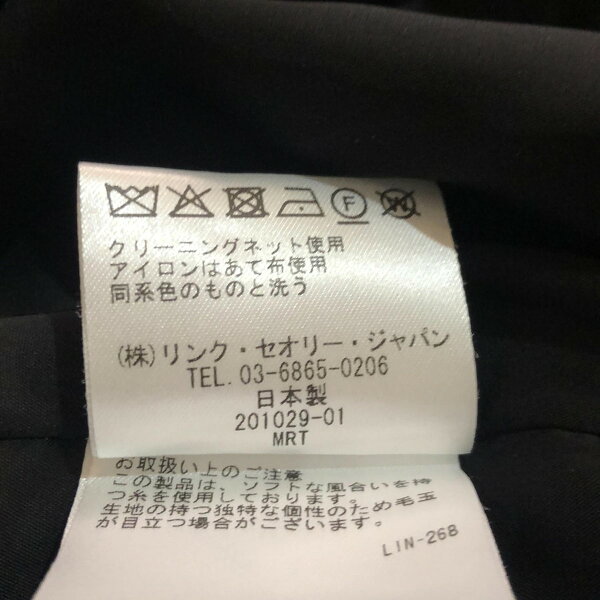 F W
クリーニングネット使用
アイロンはあて布使用
同系色のものと洗う
(株)リンク・セオリー・ジャパン
TEL. 03-6865-0206
日本製
201029-01
MRT
お取扱い上のご注意
この製品は、ソフトな風合いを持
つ糸を使用しております。
生地の持つ独特な個性のため毛玉
が目立つ場合がございます。
LIN-268